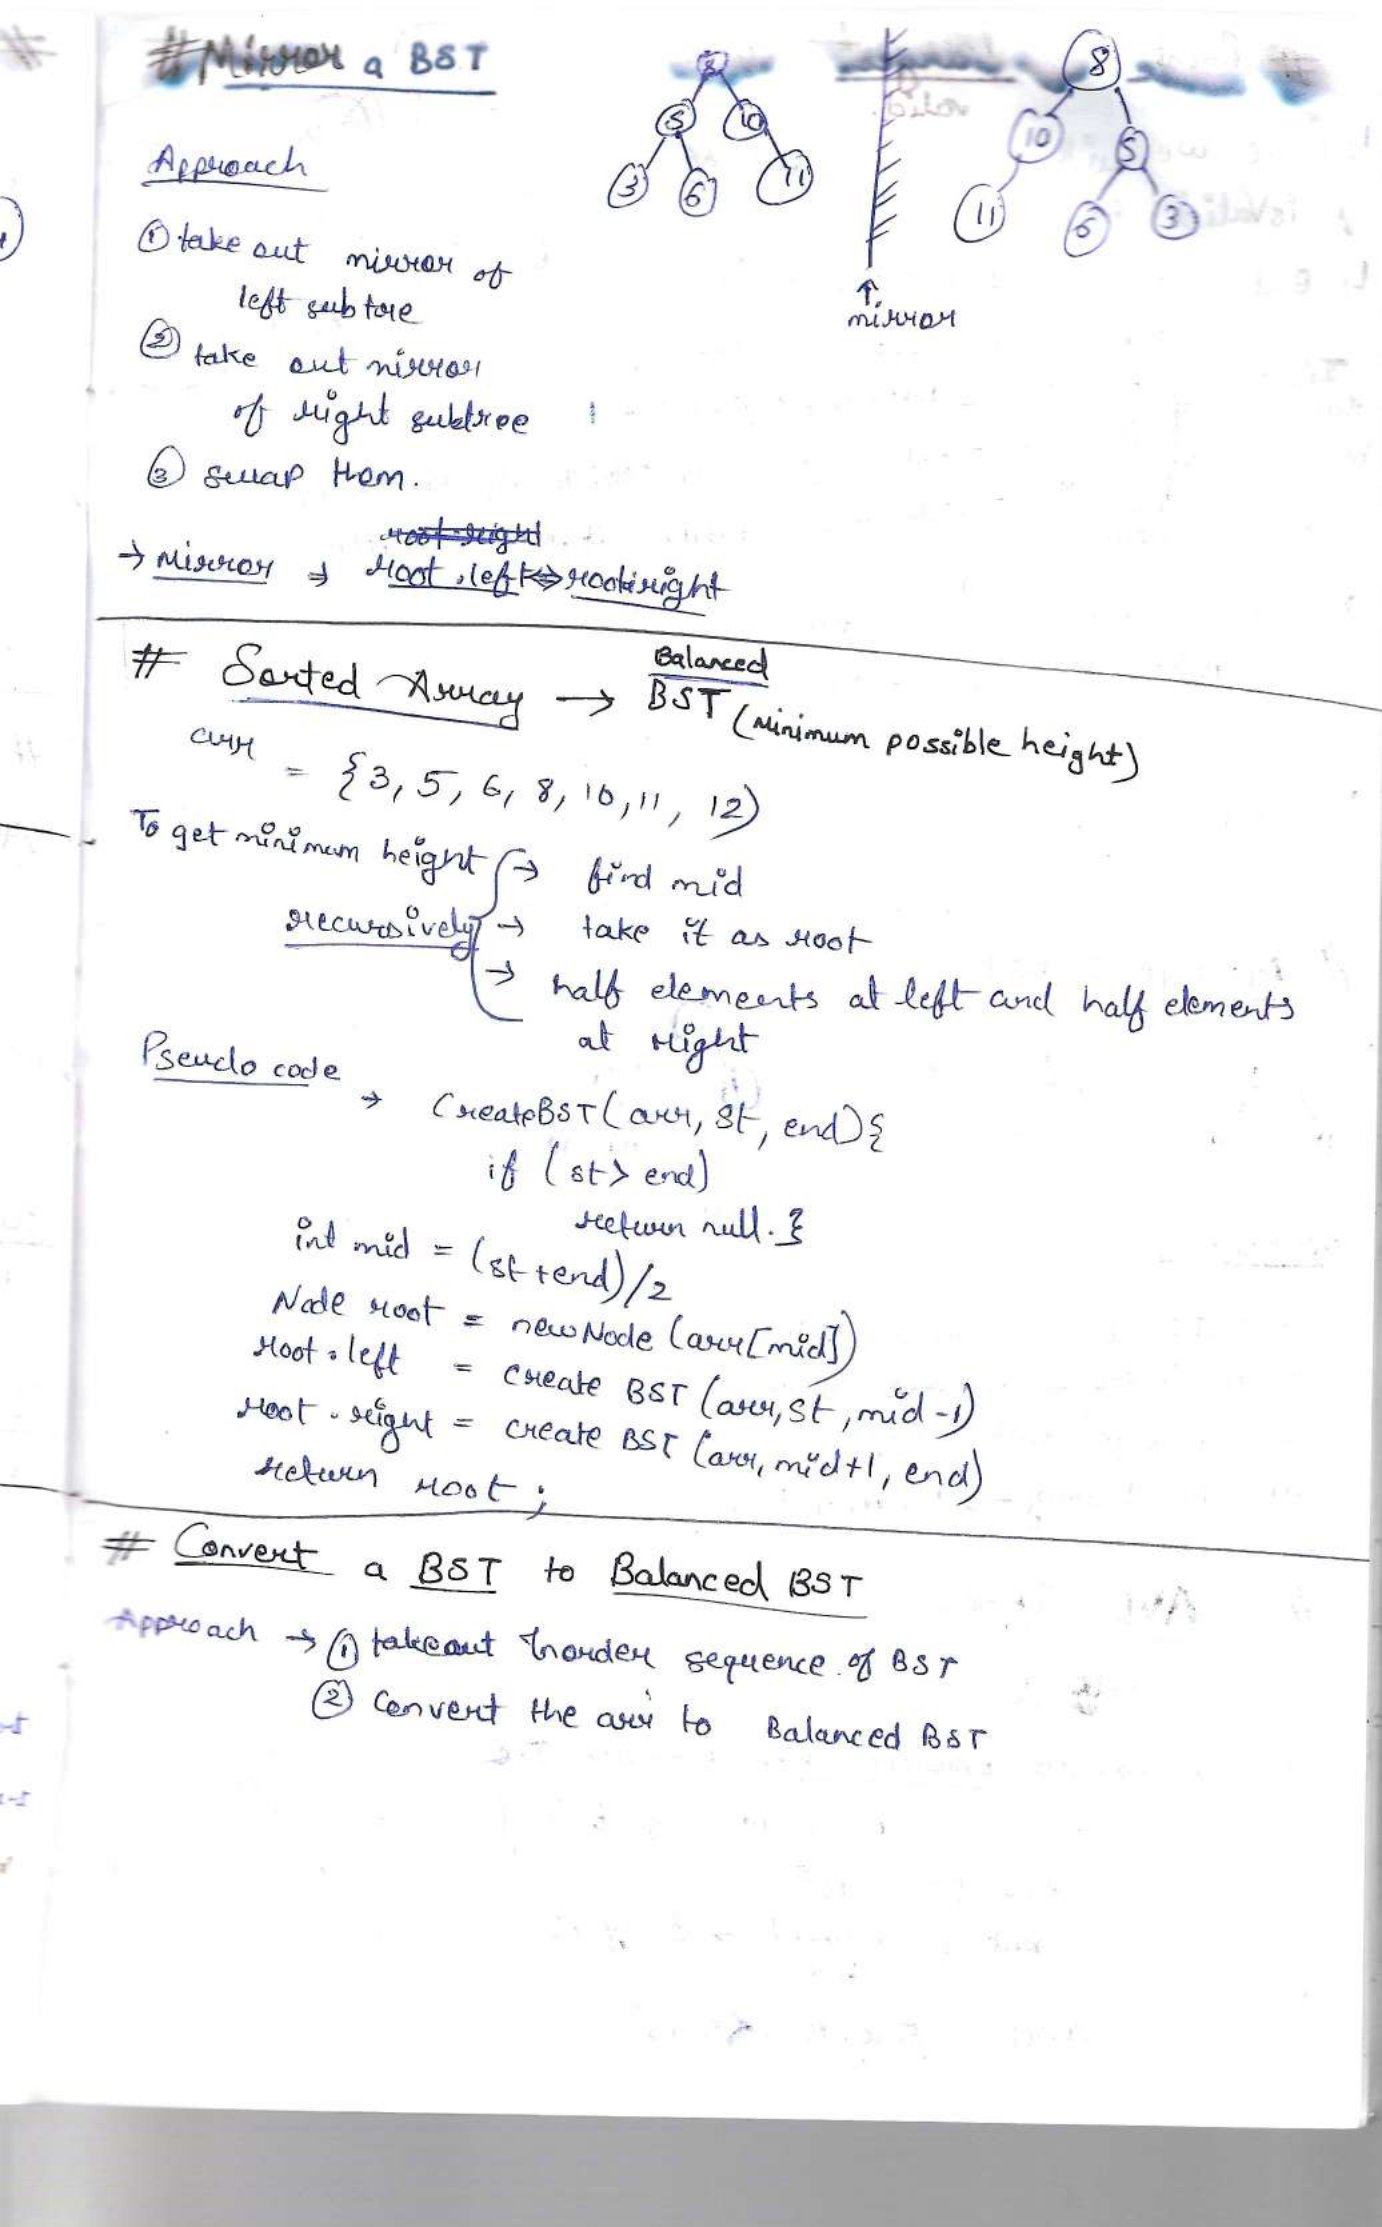 # Mirror a BST
8
5 10
3 6 11
8
10 5
11 6 3
↑
mirror
valid.
Approach
① take out mirror of
left subtree
② take out mirror
of right subtree
③ swap them.
root.right
→ Mirror ⇒ root.left ⇔ root.right
Balanced
# Sorted Array → BST (minimum possible height)
arr = {3, 5, 6, 8, 10, 11, 12)
To get minimum height → find mid
recursively → take it as root
→ half elements at left and half elements
at right
Pseudo code
→ CreateBST(arr, st, end){
if (st > end)
return null. }
int mid = (st+end)/2
Node root = newNode (arr[mid])
root.left = create BST (arr, st, mid-1)
root.right = create BST (arr, mid+1, end)
return root;
# Convert a BST to Balanced BST
Approach → ① takeout Inorder sequence of BST
② Convert the arr to Balanced BST